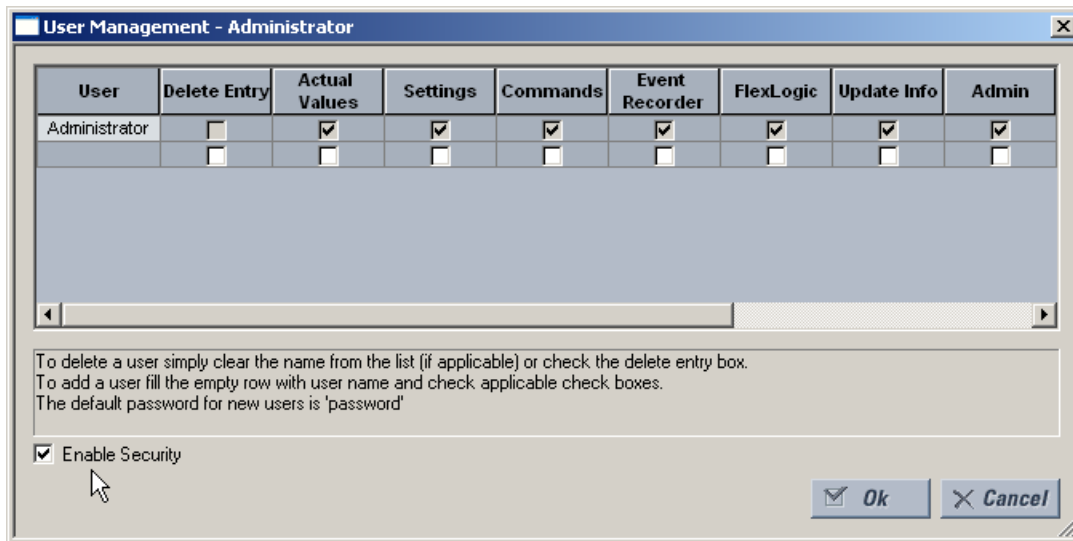 User Management - Administrator
User Delete Entry Actual Values Settings Commands Event Recorder FlexLogic Update Info Admin
Administrator
To delete a user simply clear the name from the list (if applicable) or check the delete entry box.
To add a user fill the empty row with user name and check applicable check boxes.
The default password for new users is 'password'
Enable Security
Ok Cancel